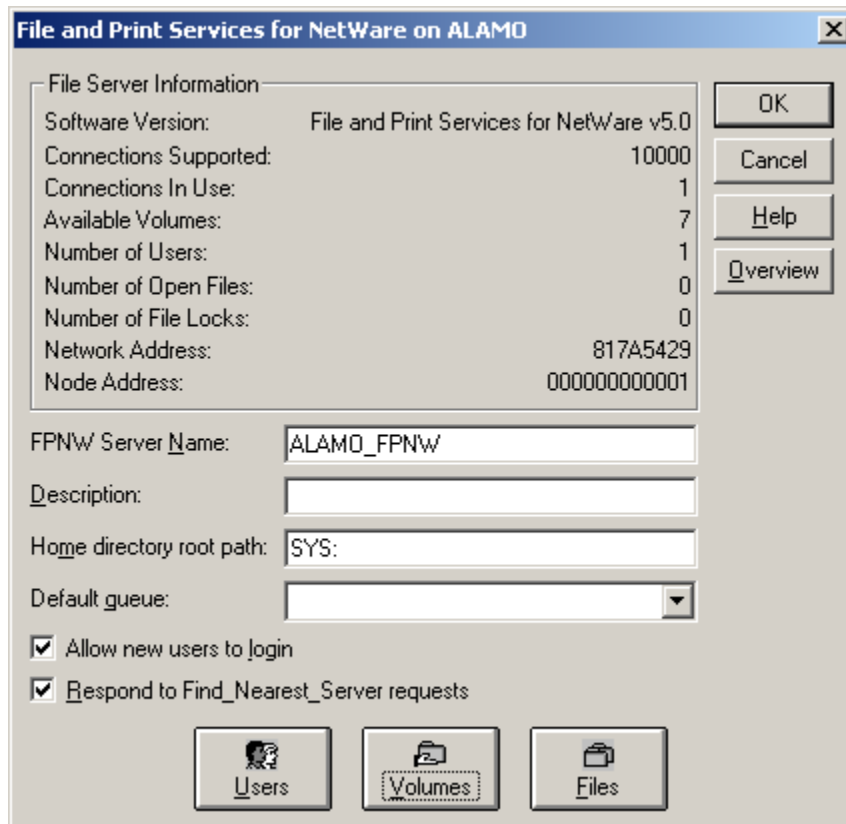 File and Print Services for NetWare on ALAMO
File Server Information
Software Version: File and Print Services for NetWare v5.0
Connections Supported: 10000
Connections In Use: 1
Available Volumes: 7
Number of Users: 1
Number of Open Files: 0
Number of File Locks: 0
Network Address: 817A5429
Node Address: 000000000001
OK
Cancel
Help
Overview
FPNW Server Name: ALAMO_FPNW
Description:
Home directory root path: SYS:
Default queue:
Allow new users to login
Respond to Find_Nearest_Server requests
Users
Volumes
Files